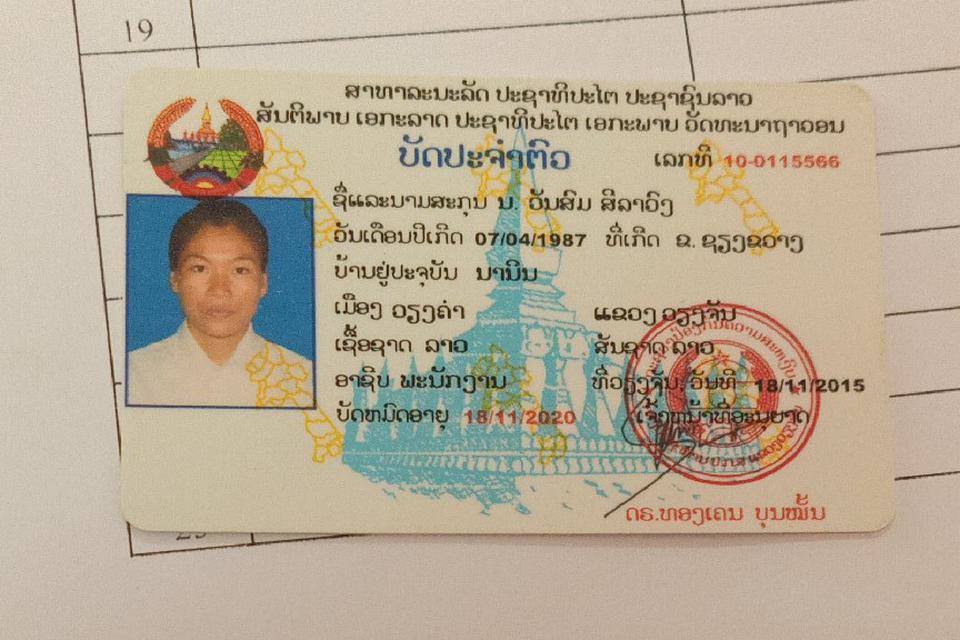 19
ສາທາລະນະລັດ ປະຊາທິປະໄຕ ປະຊາຊົນລາວ
ສັນຕິພາບ ເອກະລາດ ປະຊາທິປະໄຕ ເອກະພາບ ວັດທະນາຖາວອນ
ບັດປະຈຳຕົວ
ເລກທີ 10-0115566
ຊື່ແລະນາມສະກຸນ ນ. ວັນສົມ ສີລາວົງ
ວັນເດືອນປີເກີດ 07/04/1987 ທີ່ເກີດ ຂ. ຊຽງຂວາງ
ບ້ານຢູ່ປະຈຸບັນ ນານິນ
ເມືອງ ວຽງຄຳ ແຂວງ ວຽງຈັນ
ເຊື້ອຊາດ ລາວ ສັນຊາດ ລາວ
ອາຊີບ ພະນັກງານ ທີ່ວຽງຈັນ, ວັນທີ 18/11/2015
ບັດຫມົດອາຍຸ 18/11/2020 ເຈົ້າຫນ້າທີ່ອະນຸຍາດ
ດຣ.ທອງເຄນ ບຸນໝັ້ນ